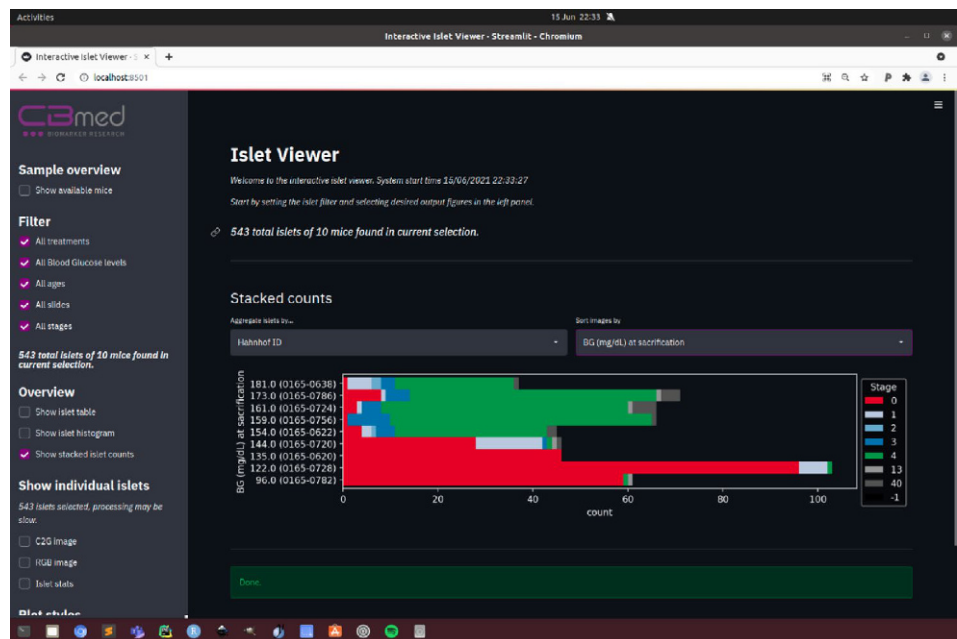 Activities
15 Jun 22:33
Interactive Islet Viewer · Streamlit - Chromium
Interactive Islet Viewer · S
localhost:8501
CBmed
BIOMARKER RESEARCH
Sample overview
Show available mice
Filter
All treatments
All Blood Glucose levels
All ages
All slides
All stages
543 total islets of 10 mice found in
current selection.
Overview
Show islet table
Show islet histogram
Show stacked islet counts
Show individual islets
543 islets selected, processing may be
slow.
C2G image
RGB image
Islet stats
Plot styles
Islet Viewer
Welcome to the interactive islet viewer. System start time 15/06/2021 22:33:27
Start by setting the islet filter and selecting desired output figures in the left panel.
543 total islets of 10 mice found in current selection.
Stacked counts
Aggregate islets by...
Sort images by
Hahnhof ID
BG (mg/dL) at sacrification
BG (mg/dL) at sacrification
181.0 (0165-0638)
173.0 (0165-0786)
161.0 (0165-0724)
159.0 (0165-0756)
154.0 (0165-0622)
144.0 (0165-0720)
135.0 (0165-0620)
122.0 (0165-0728)
96.0 (0165-0782)
0 20 40 60 80 100
count
Stage
0
1
2
3
4
13
40
-1
Done.